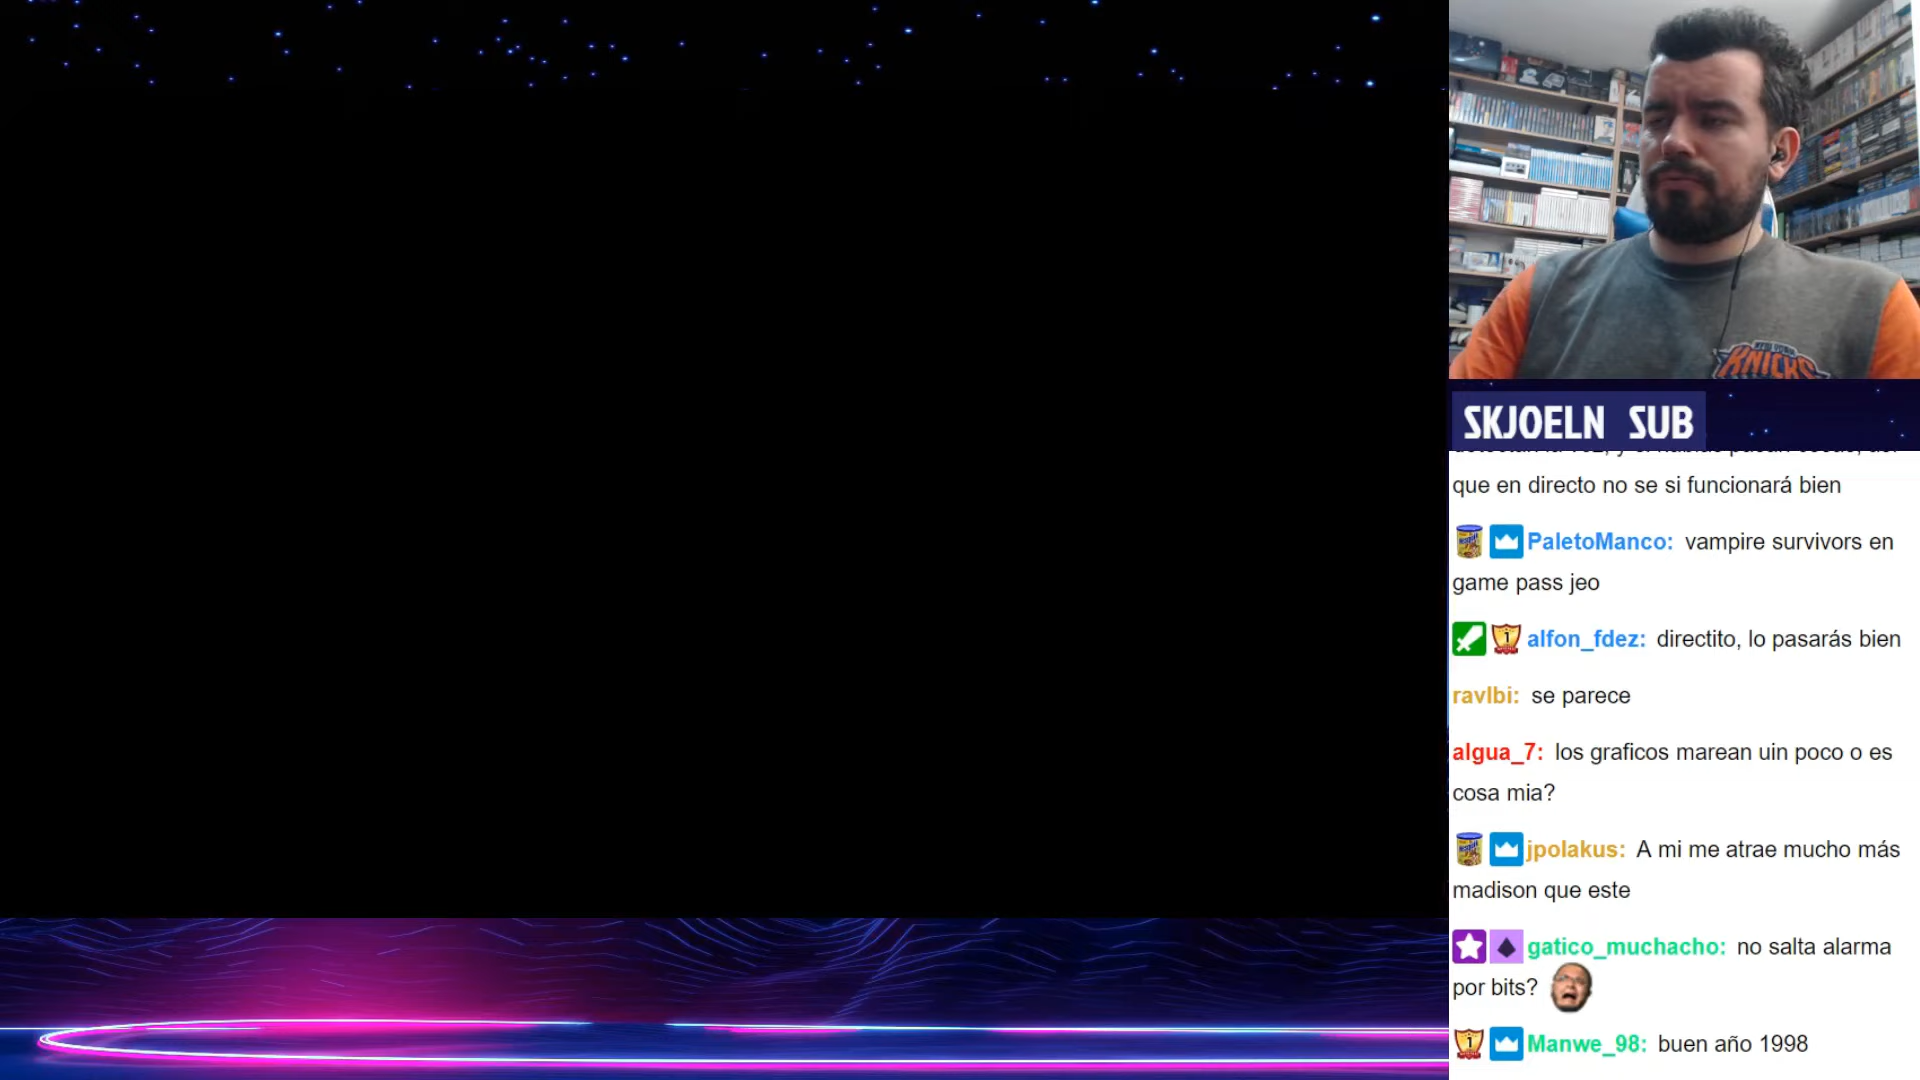 KNICKS
SKJOELN SUB
que en directo no se si funcionará bien
PaletoManco: vampire survivors en
game pass jeo
alfon_fdez: directito, lo pasarás bien
ravlbi: se parece
algua_7: los graficos marean uin poco o es
cosa mia?
jpolakus: A mi me atrae mucho más
madison que este
gatico_muchacho: no salta alarma
por bits?
Manwe_98: buen año 1998